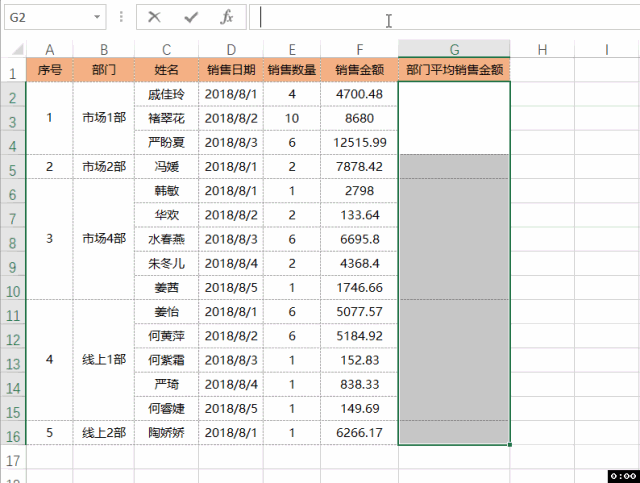 G2 fx
A B C D E F G H I
1 序号 部门 姓名 销售日期 销售数量 销售金额 部门平均销售金额
2 戚佳玲 2018/8/1 4 4700.48
3 1 市场1部 褚翠花 2018/8/2 10 8680
4 严盼夏 2018/8/3 6 12515.99
5 2 市场2部 冯媛 2018/8/1 2 7878.42
6 韩敏 2018/8/1 1 2798
7 华欢 2018/8/2 2 133.64
8 3 市场4部 水春燕 2018/8/3 6 6695.8
9 朱冬儿 2018/8/4 2 4368.4
10 姜茜 2018/8/5 1 1746.66
11 姜怡 2018/8/1 6 5077.57
12 何黄萍 2018/8/2 6 5184.92
13 4 线上1部 何紫霜 2018/8/3 1 152.83
14 严琦 2018/8/4 1 838.33
15 何睿婕 2018/8/5 1 149.69
16 5 线上2部 陶娇娇 2018/8/1 1 6266.17
17
0:00